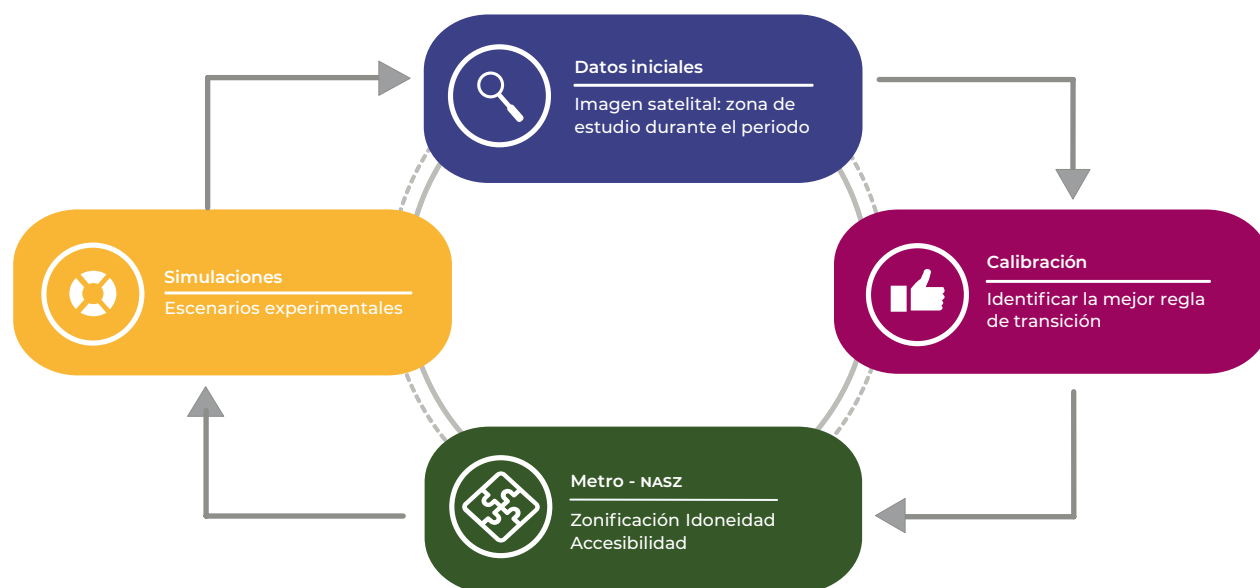 Datos iniciales
Imagen satelital: zona de
estudio durante el periodo
Calibración
Identificar la mejor regla
de transición
Metro - NASZ
Zonificación Idoneidad
Accesibilidad
Simulaciones
Escenarios experimentales